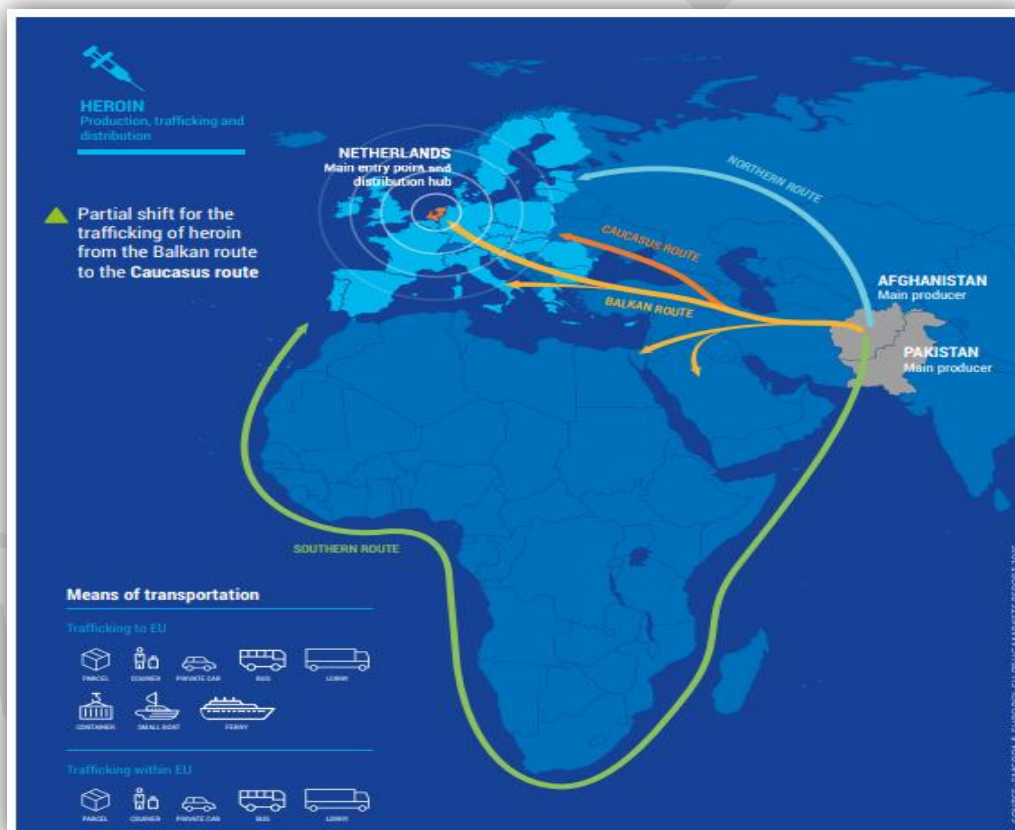 HEROIN
Production, trafficking and
distribution
NETHERLANDS
Main entry point and
distribution hub
Partial shift for the
trafficking of heroin
from the Balkan route
to the Caucasus route
NORTHERN ROUTE
CAUCASUS ROUTE
BALKAN ROUTE
AFGHANISTAN
Main producer
PAKISTAN
Main producer
SOUTHERN ROUTE
Means of transportation
Trafficking to EU
PARCEL COURIER PRIVATE CAR BUS LORRY
CONTAINER SMALL BOAT FERRY
Trafficking within EU
PARCEL COURIER PRIVATE CAR BUS LORRY